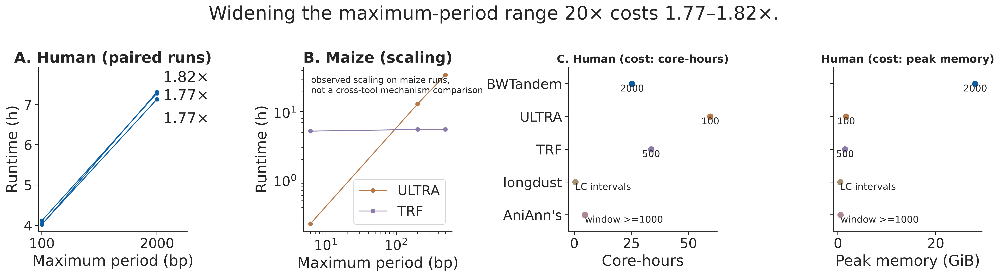 Widening the maximum-period range 20× costs 1.77–1.82×.
A. Human (paired runs)
1.82×
1.77×
1.77×
7
6
5
4
Runtime (h)
100
2000
Maximum period (bp)
B. Maize (scaling)
observed scaling on maize runs,
not a cross-tool mechanism comparison
10¹
10⁰
Runtime (h)
ULTRA
TRF
10¹
10²
Maximum period (bp)
C. Human (cost: core-hours)
BWTandem
2000
ULTRA
100
TRF
500
longdust
LC intervals
AniAnn's
window >=1000
0
25
50
Core-hours
Human (cost: peak memory)
2000
100
500
LC intervals
window >=1000
0
20
Peak memory (GiB)